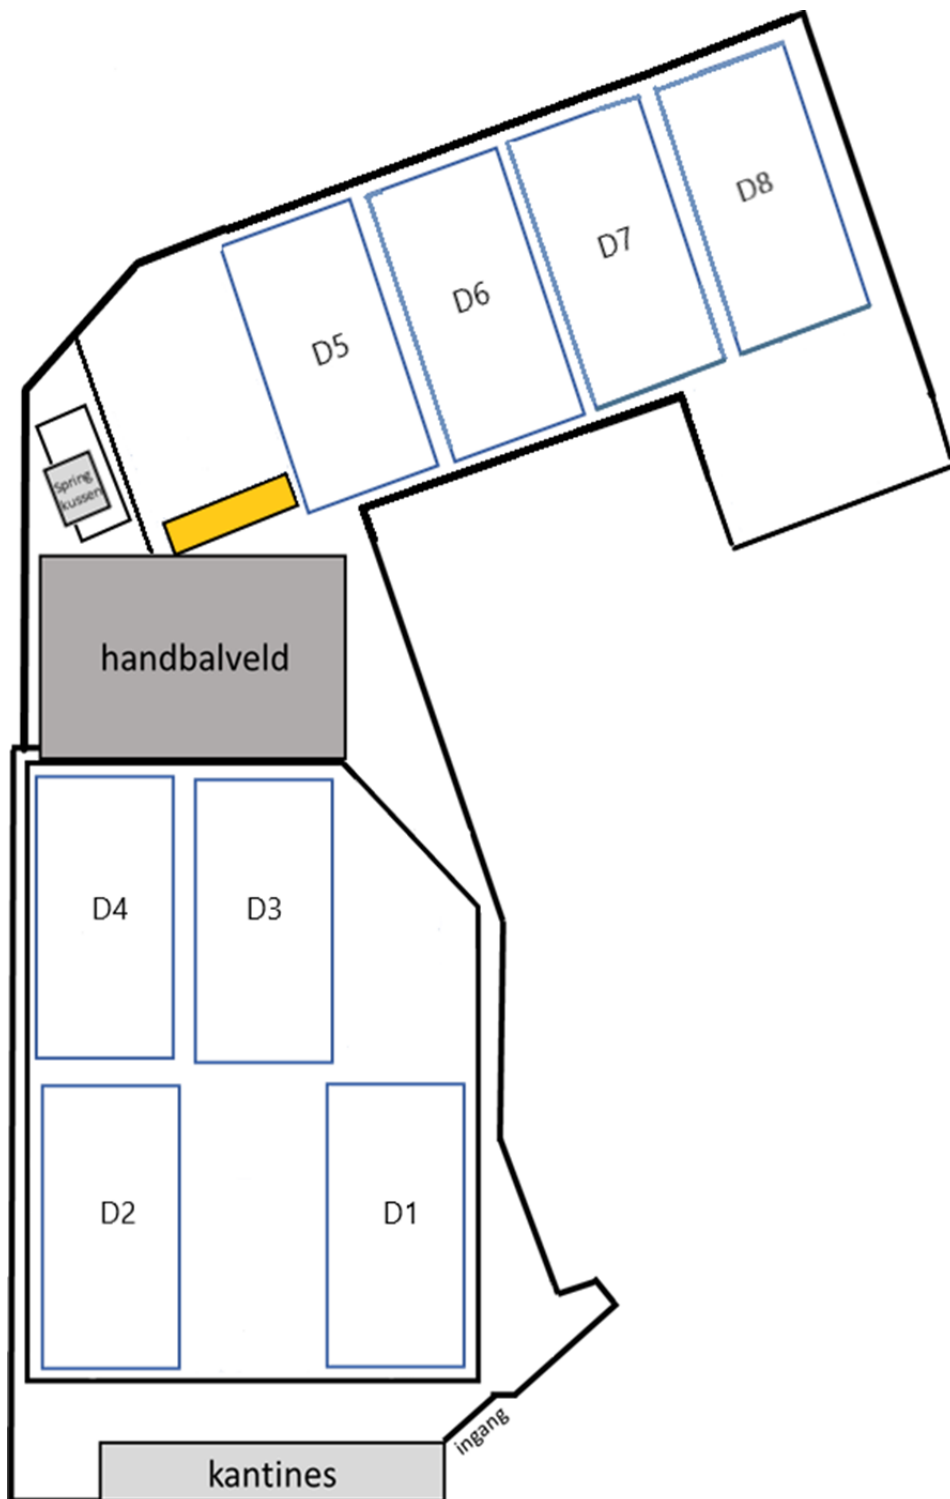 D8
D7
D6
D5
Spring
kussen
handbalveld
D4
D3
D2
D1
ingang
kantines